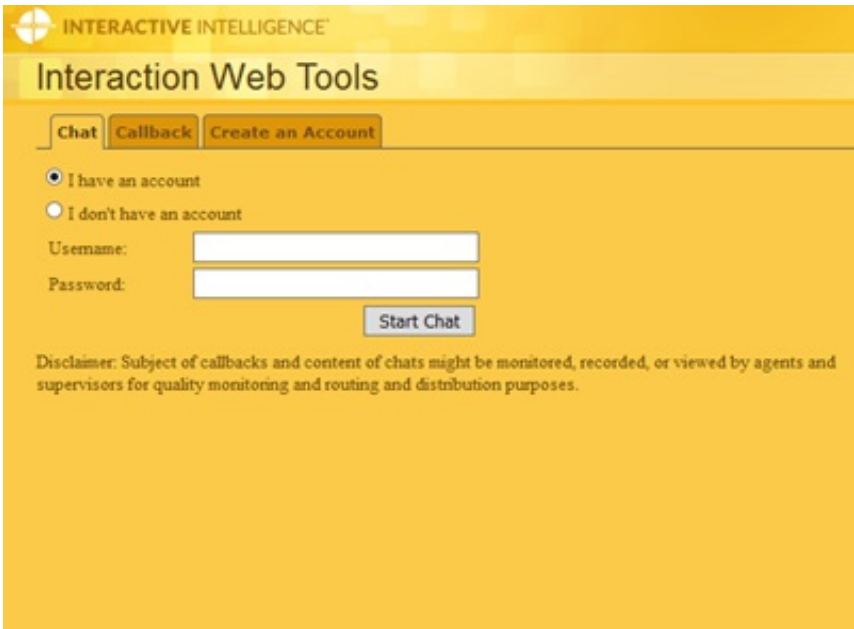 INTERACTIVE INTELLIGENCE
Interaction Web Tools
Chat Callback Create an Account
I have an account
I don't have an account
Username:
Password:
Start Chat
Disclaimer: Subject of callbacks and content of chats might be monitored, recorded, or viewed by agents and
supervisors for quality monitoring and routing and distribution purposes.